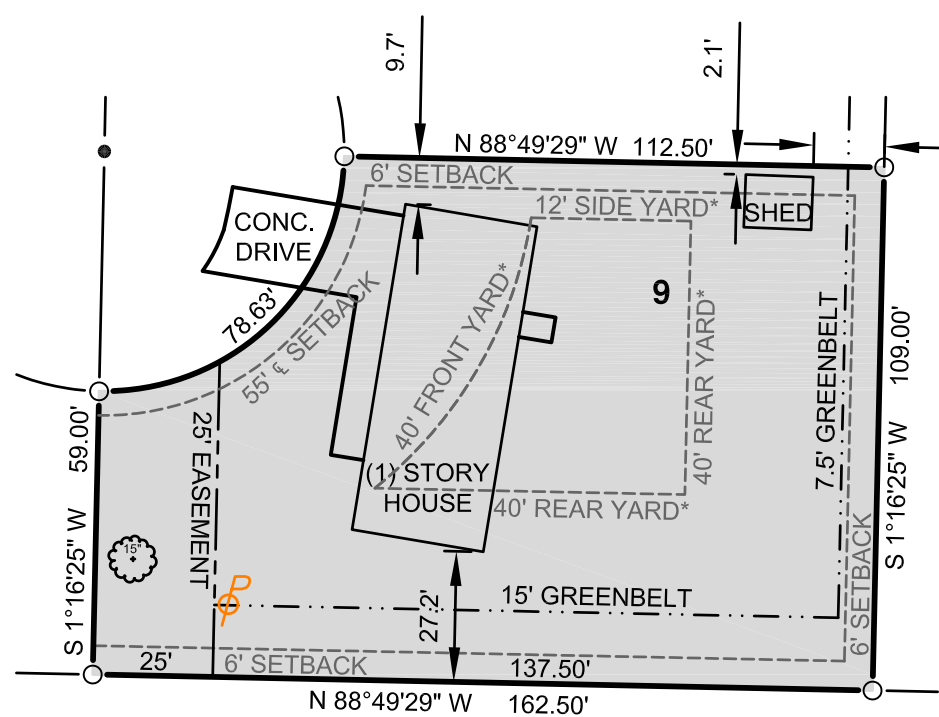 9.7'
2.1'
N 88°49'29" W 112.50'
6' SETBACK
12' SIDE YARD*
SHED
CONC.
DRIVE
78.63'
55' ℄ SETBACK
40' FRONT YARD*
9
40' REAR YARD*
7.5' GREENBELT
S 1°16'25" W 109.00'
S 1°16'25" W 59.00'
25' EASEMENT
(1) STORY
HOUSE
40' REAR YARD*
15"
P
15' GREENBELT
27.2'
6' SETBACK
25'
6' SETBACK
137.50'
N 88°49'29" W 162.50'